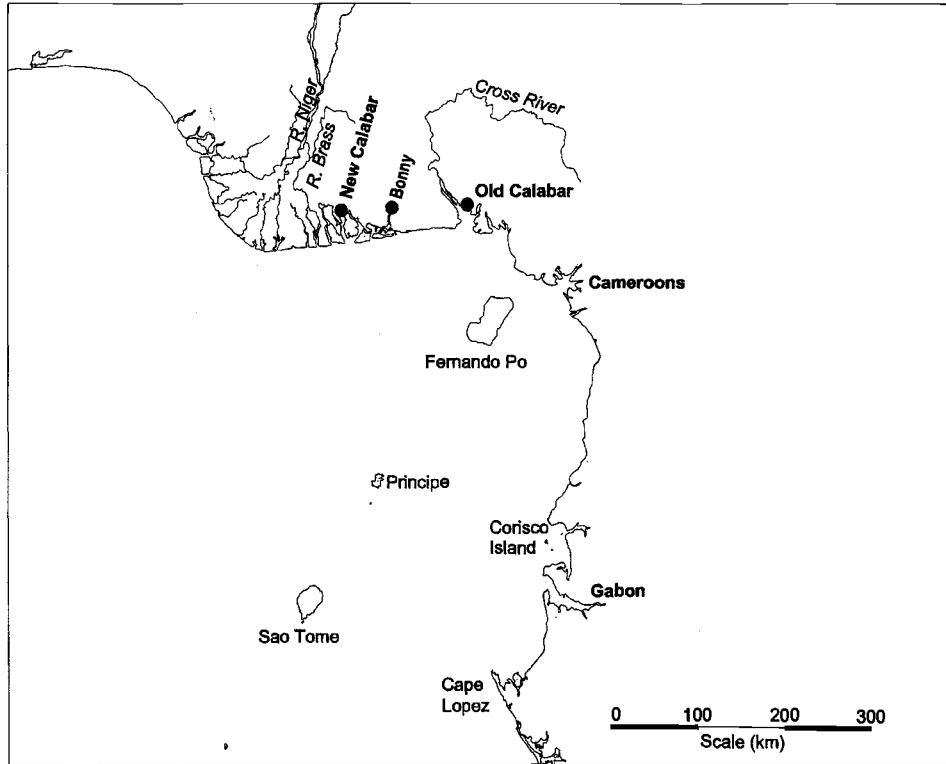 Cross River
R. Niger
R. Brass
New Calabar
Bonny
Old Calabar
Cameroons
Fernando Po
Principe
Corisco
Island
Gabon
Sao Tome
Cape
Lopez
0 100 200 300
Scale (km)